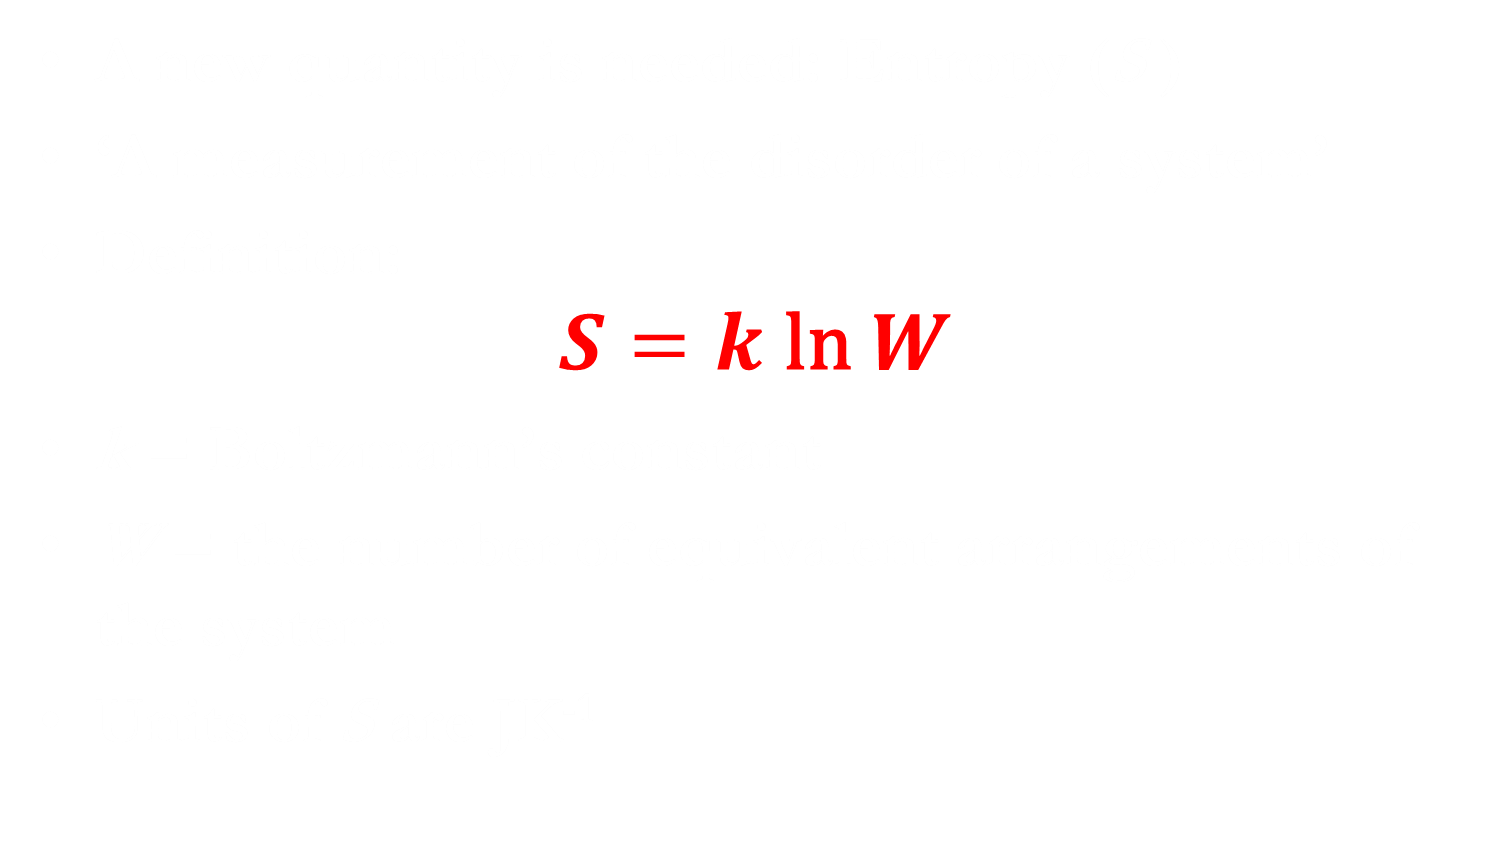 S = k ln W